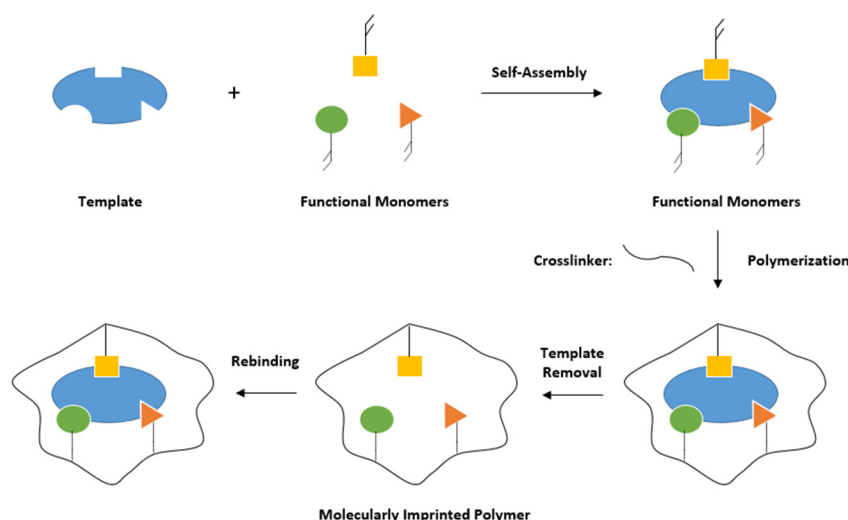 +
Self-Assembly
Template
Functional Monomers
Functional Monomers
Crosslinker:
Polymerization
Rebinding
Template
Removal
Molecularly Imprinted Polymer